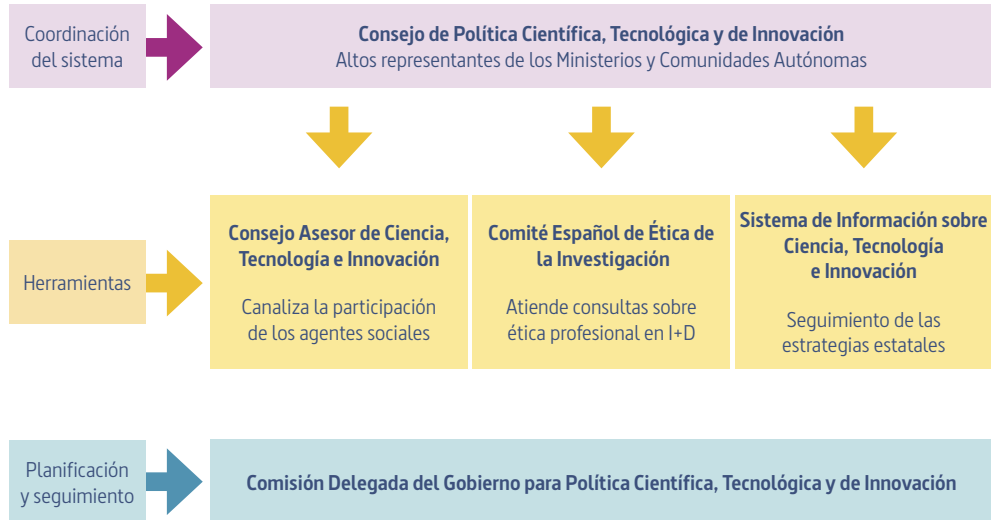 Coordinación
del sistema
Consejo de Política Científica, Tecnológica y de Innovación
Altos representantes de los Ministerios y Comunidades Autónomas
Herramientas
Consejo Asesor de Ciencia,
Tecnología e Innovación
Canaliza la participación
de los agentes sociales
Comité Español de Ética de
la Investigación
Atiende consultas sobre
ética profesional en I+D
Sistema de Información sobre
Ciencia, Tecnología
e Innovación
Seguimiento de las
estrategias estatales
Planificación
y seguimiento
Comisión Delegada del Gobierno para Política Científica, Tecnológica y de Innovación